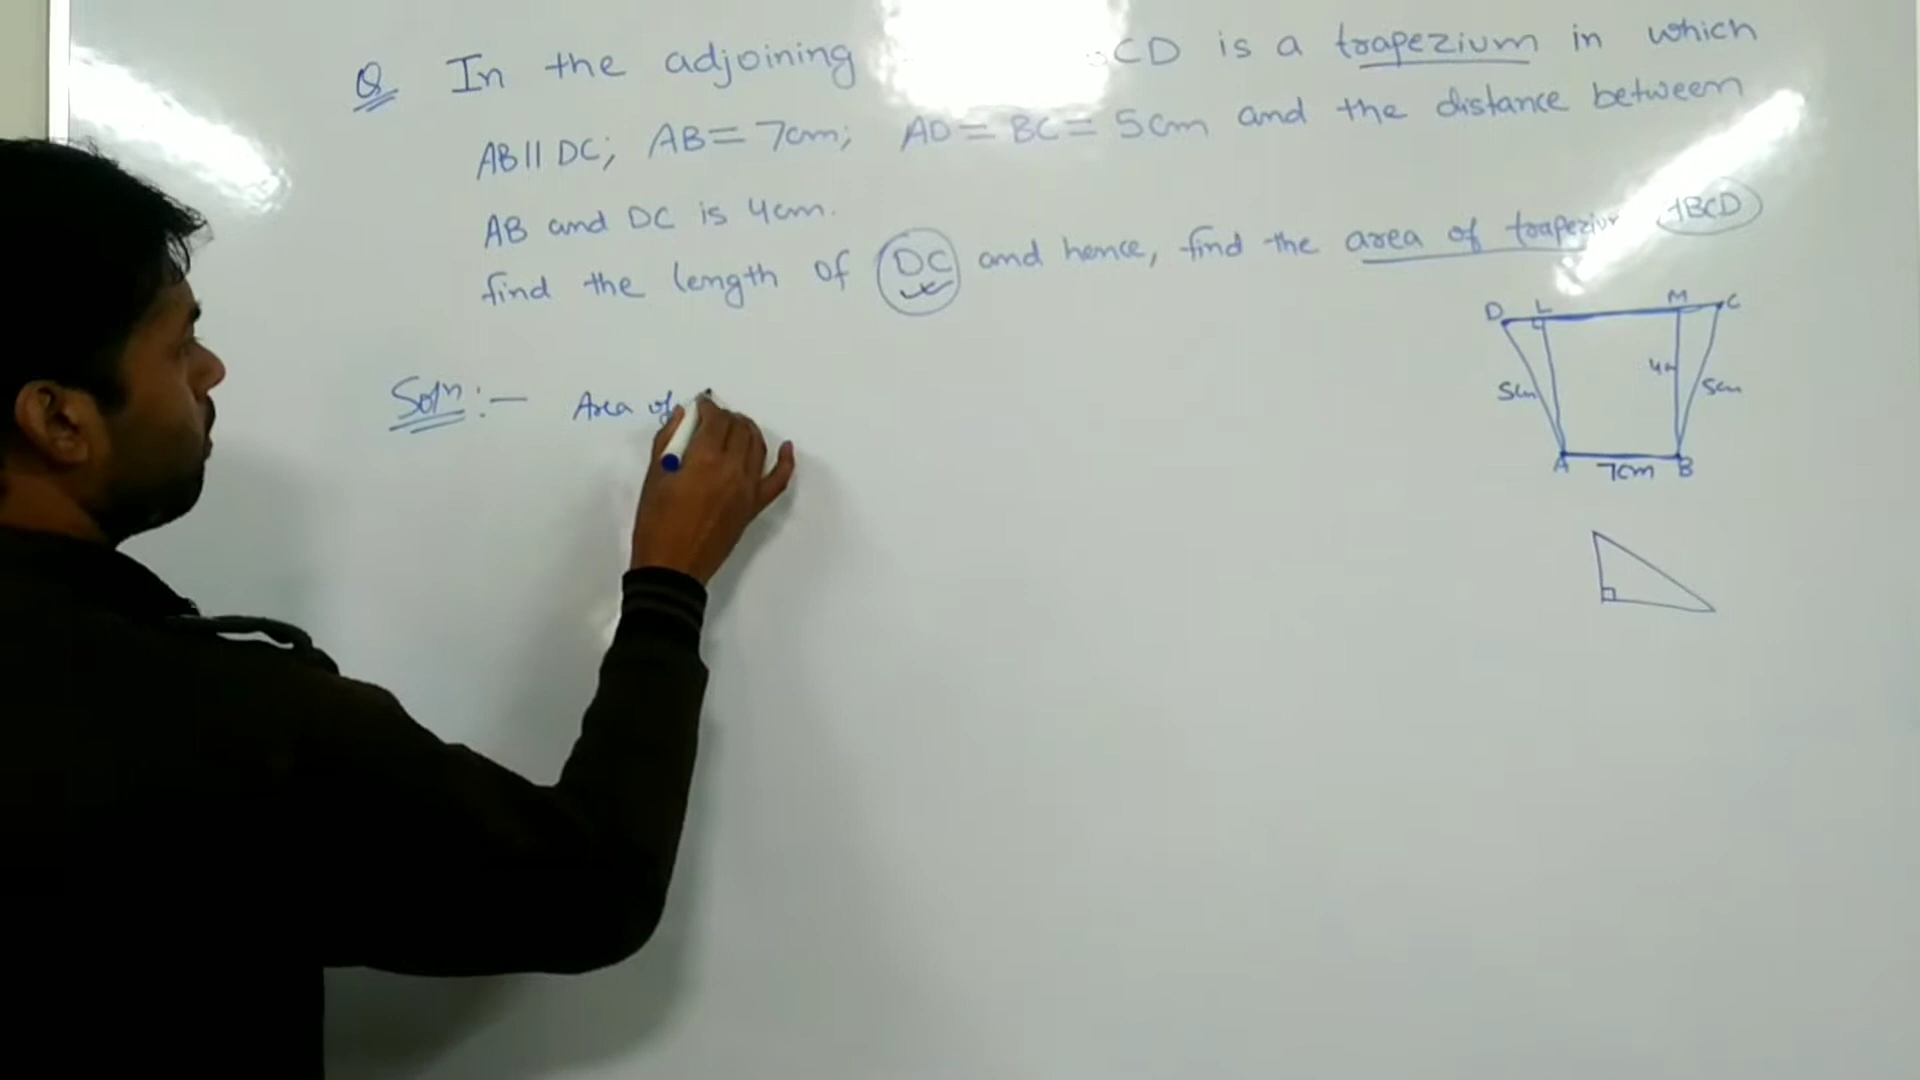 Q In the adjoining CD is a trapezium in which
AB || DC; AB = 7cm; AD = BC = 5cm and the distance between
AB and DC is 4cm.
find the length of DC and hence, find the area of trapezium ABCD
Soln :- Area of
D L M C
5cm 4cm 5cm
A 7cm B